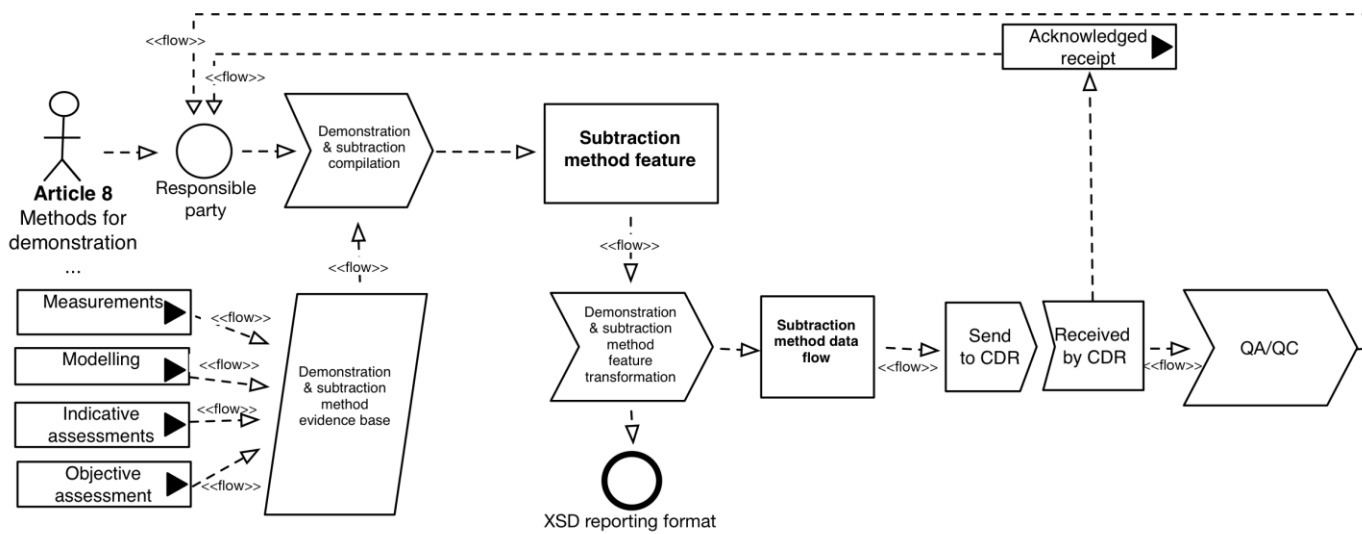 <<flow>>
Acknowledged
receipt
<<flow>>
Article 8
Methods for
demonstration
...
Responsible
party
Demonstration
& subtraction
compilation
Subtraction
method feature
<<flow>>
<<flow>>
Measurements
<<flow>>
Modelling
<<flow>>
Indicative
assessments
<<flow>>
Objective
assessment
<<flow>>
Demonstration
& subtraction
method
evidence base
Demonstration
& subtraction
method
feature
transformation
Subtraction
method data
flow
<<flow>>
Send
to CDR
Received
by CDR
<<flow>>
QA/QC
XSD reporting format